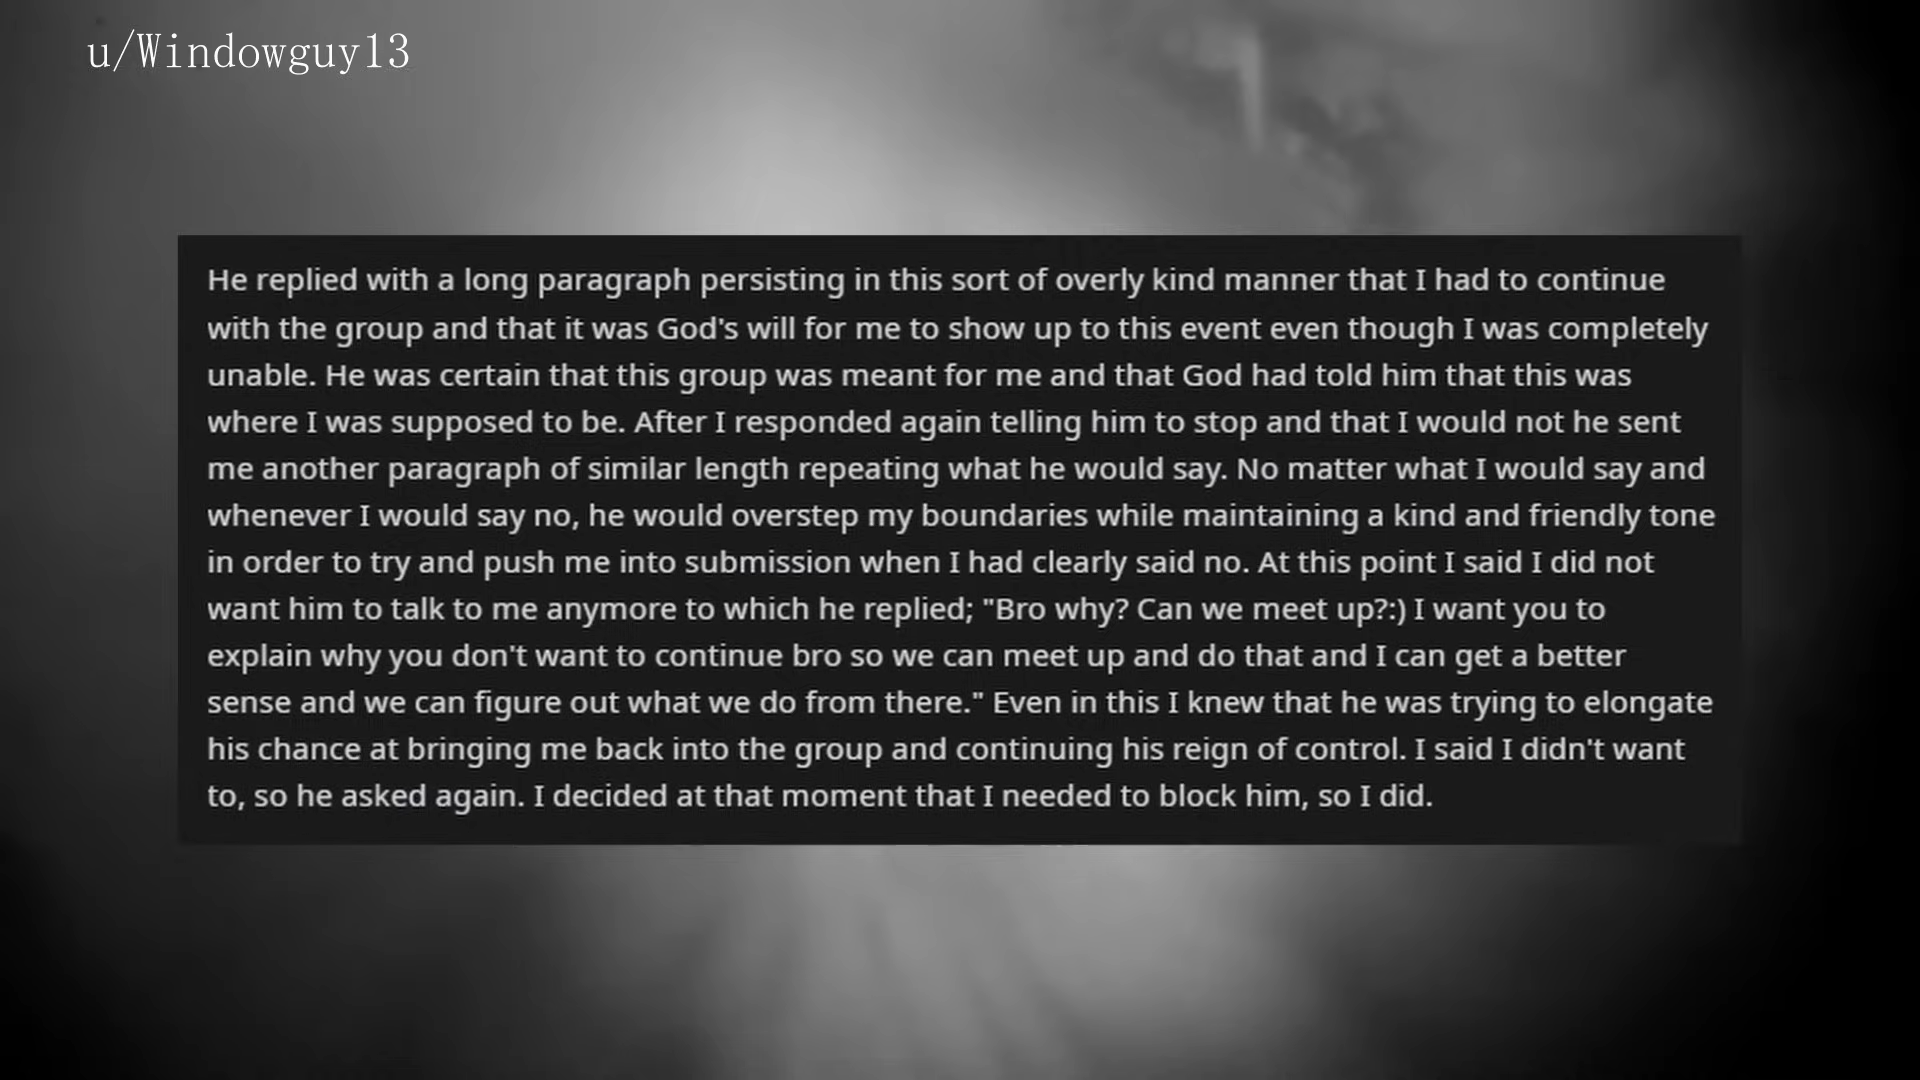 u/Windowguy13
He replied with a long paragraph persisting in this sort of overly kind manner that I had to continue
with the group and that it was God's will for me to show up to this event even though I was completely
unable. He was certain that this group was meant for me and that God had told him that this was
where I was supposed to be. After I responded again telling him to stop and that I would not he sent
me another paragraph of similar length repeating what he would say. No matter what I would say and
whenever I would say no, he would overstep my boundaries while maintaining a kind and friendly tone
in order to try and push me into submission when I had clearly said no. At this point I said I did not
want him to talk to me anymore to which he replied; "Bro why? Can we meet up?:) I want you to
explain why you don't want to continue bro so we can meet up and do that and I can get a better
sense and we can figure out what we do from there." Even in this I knew that he was trying to elongate
his chance at bringing me back into the group and continuing his reign of control. I said I didn't want
to, so he asked again. I decided at that moment that I needed to block him, so I did.